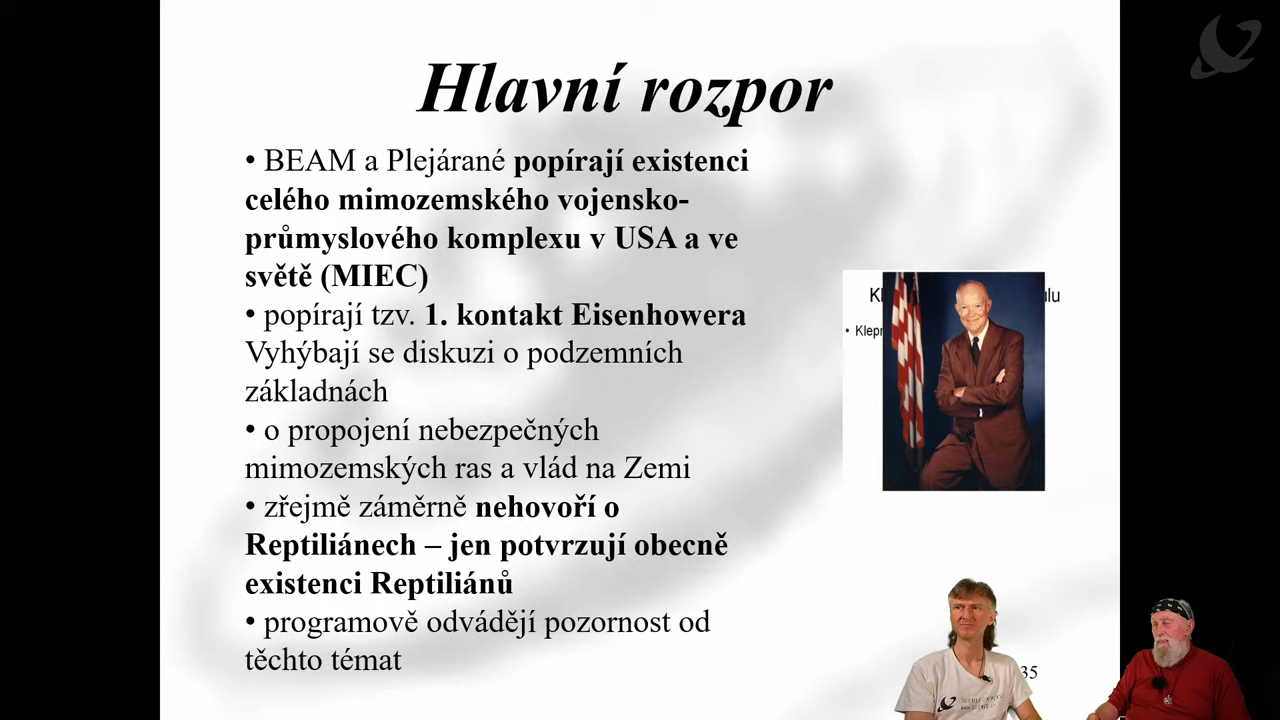 Hlavní rozpor
• BEAM a Plejárané popírají existenci
celého mimozemského vojensko-
průmyslového komplexu v USA a ve
světě (MIEC)
• popírají tzv. 1. kontakt Eisenhowera
Vyhýbají se diskuzi o podzemních
základnách
• o propojení nebezpečných
mimozemských ras a vlád na Zemi
• zřejmě záměrně nehovoří o
Reptiliánech – jen potvrzují obecně
existenci Reptiliánů
• programově odvádějí pozornost od
těchto témat
35